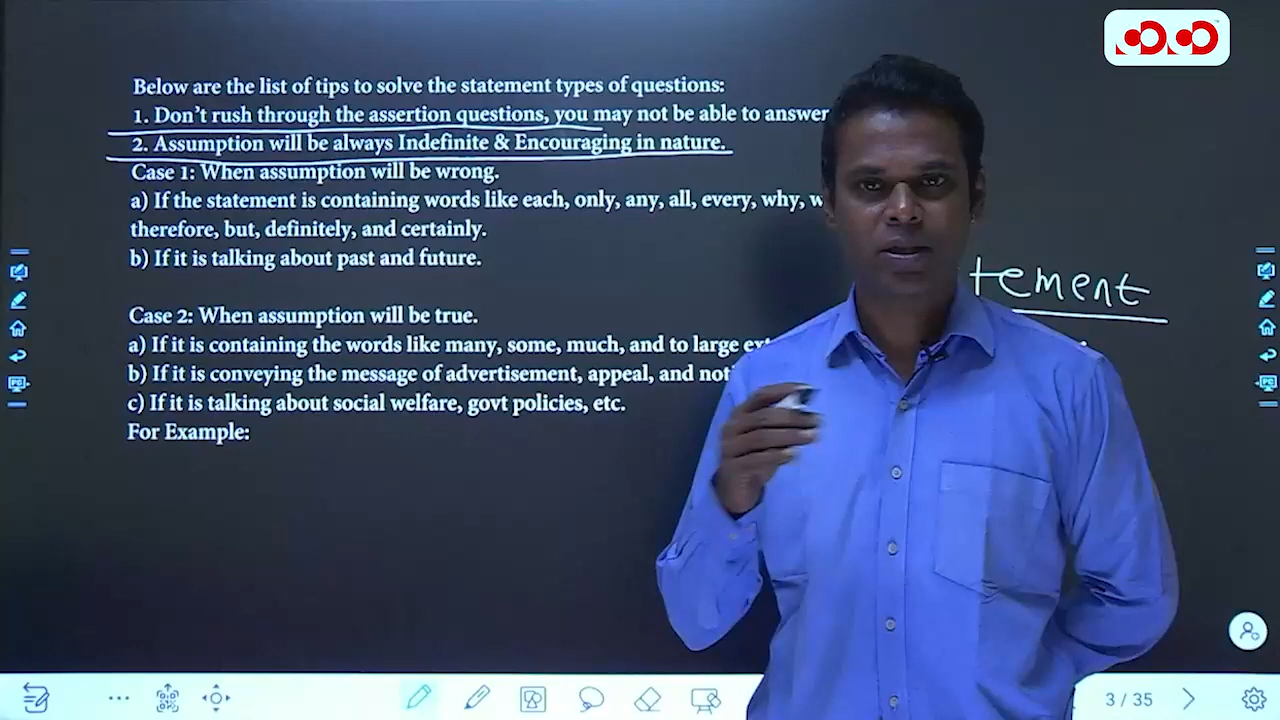 Below are the list of tips to solve the statement types of questions:
1. Don't rush through the assertion questions, you may not be able to answer
2. Assumption will be always Indefinite & Encouraging in nature.
Case 1: When assumption will be wrong.
a) If the statement is containing words like each, only, any, all, every, why,
therefore, but, definitely, and certainly.
b) If it is talking about past and future.
tement
Case 2: When assumption will be true.
a) If it is containing the words like many, some, much, and to large
b) If it is conveying the message of advertisement, appeal, and
c) If it is talking about social welfare, govt policies, etc.
For Example:
3 / 35